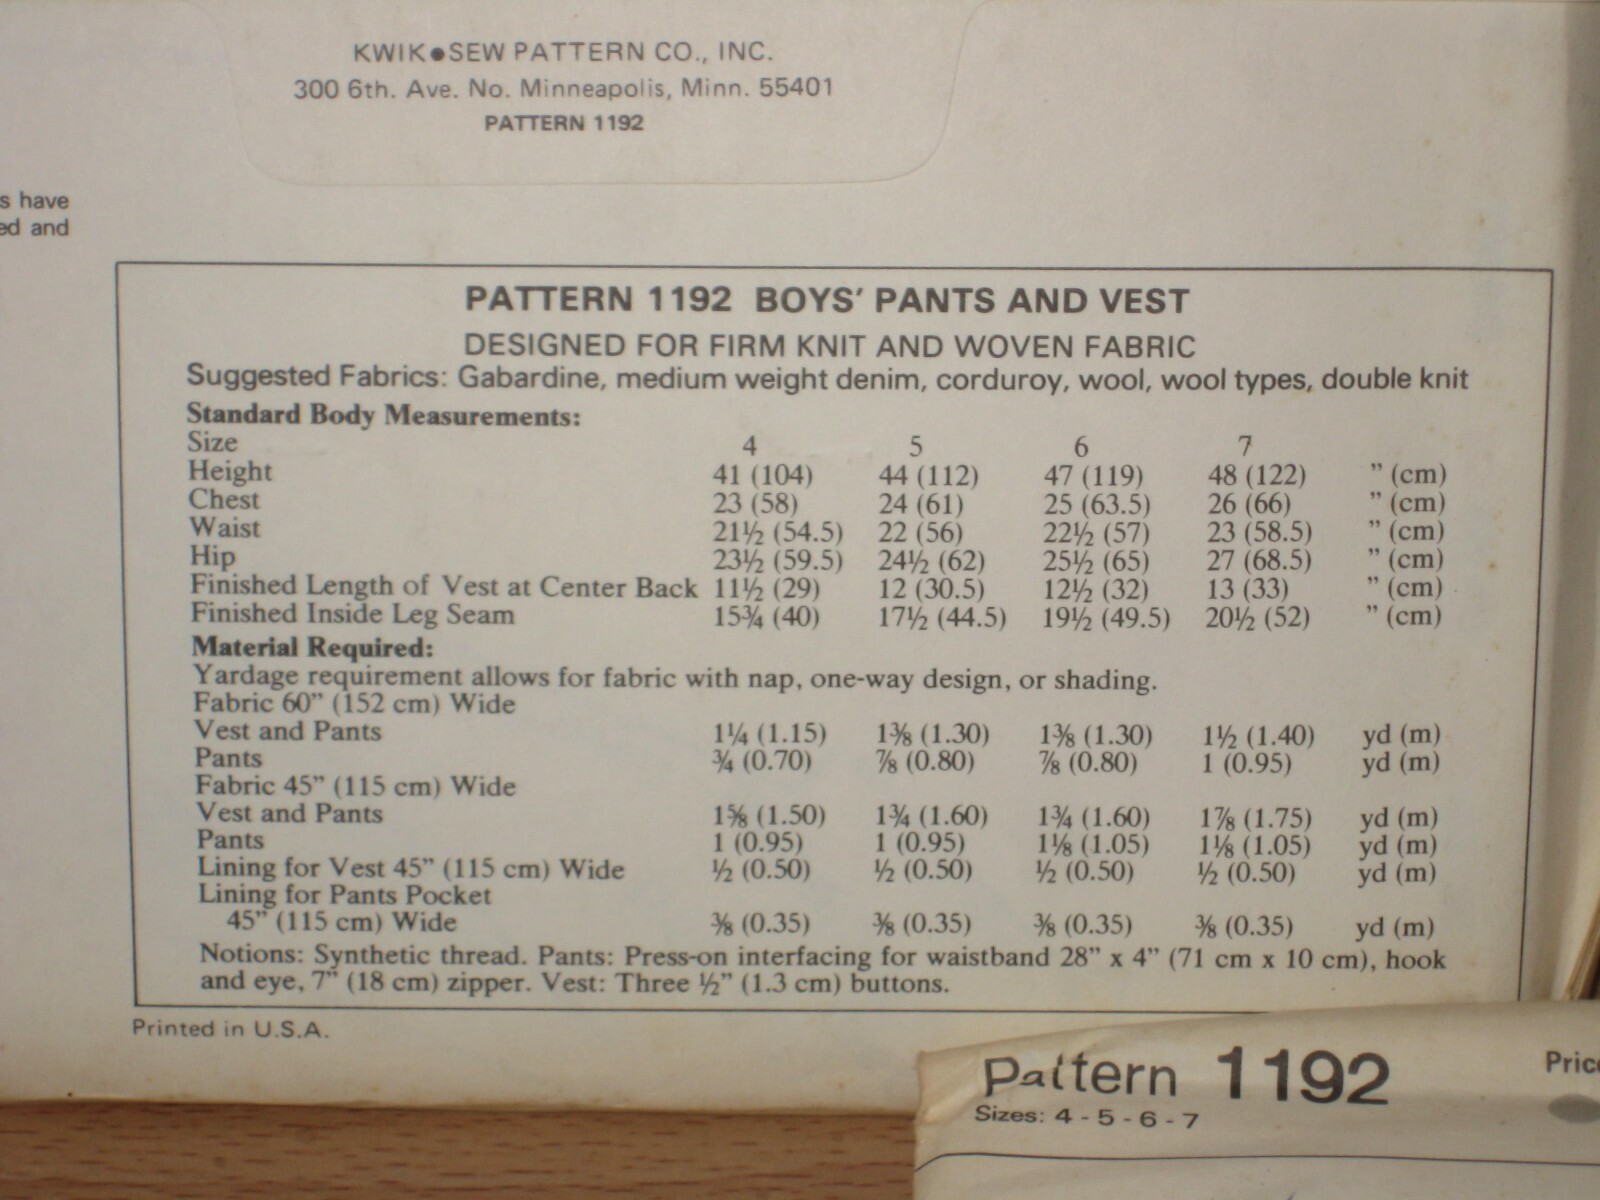 KWIK●SEW PATTERN CO., INC.
300 6th. Ave. No. Minneapolis, Minn. 55401
PATTERN 1192
s have
ed and
PATTERN 1192 BOYS' PANTS AND VEST
DESIGNED FOR FIRM KNIT AND WOVEN FABRIC
Suggested Fabrics: Gabardine, medium weight denim, corduroy, wool, wool types, double knit
Standard Body Measurements:
Size 4 5 6 7
Height 41 (104) 44 (112) 47 (119) 48 (122) ” (cm)
Chest 23 (58) 24 (61) 25 (63.5) 26 (66) ” (cm)
Waist 21½ (54.5) 22 (56) 22½ (57) 23 (58.5) ” (cm)
Hip 23½ (59.5) 24½ (62) 25½ (65) 27 (68.5) ” (cm)
Finished Length of Vest at Center Back 11½ (29) 12 (30.5) 12½ (32) 13 (33) ” (cm)
Finished Inside Leg Seam 15¾ (40) 17½ (44.5) 19½ (49.5) 20½ (52) ” (cm)
Material Required:
Yardage requirement allows for fabric with nap, one-way design, or shading.
Fabric 60” (152 cm) Wide
Vest and Pants 1¼ (1.15) 1⅜ (1.30) 1⅜ (1.30) 1½ (1.40) yd (m)
Pants ¾ (0.70) ⅞ (0.80) ⅞ (0.80) 1 (0.95) yd (m)
Fabric 45” (115 cm) Wide
Vest and Pants 1⅝ (1.50) 1¾ (1.60) 1¾ (1.60) 1⅞ (1.75) yd (m)
Pants 1 (0.95) 1 (0.95) 1⅛ (1.05) 1⅛ (1.05) yd (m)
Lining for Vest 45” (115 cm) Wide ½ (0.50) ½ (0.50) ½ (0.50) ½ (0.50) yd (m)
Lining for Pants Pocket
45” (115 cm) Wide ⅜ (0.35) ⅜ (0.35) ⅜ (0.35) ⅜ (0.35) yd (m)
Notions: Synthetic thread. Pants: Press-on interfacing for waistband 28” x 4” (71 cm x 10 cm), hook
and eye, 7” (18 cm) zipper. Vest: Three ½” (1.3 cm) buttons.
Printed in U.S.A.
Pattern 1192 Price
Sizes: 4 - 5 - 6 - 7